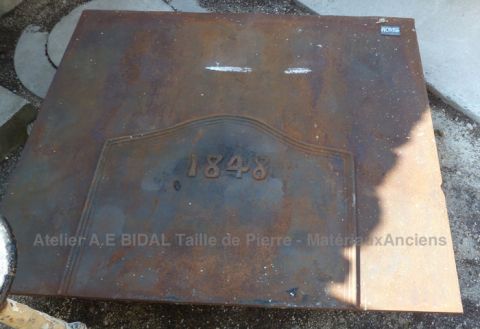 1848
Atelier A.E BIDAL Taille de Pierre - MatériauxAnciens